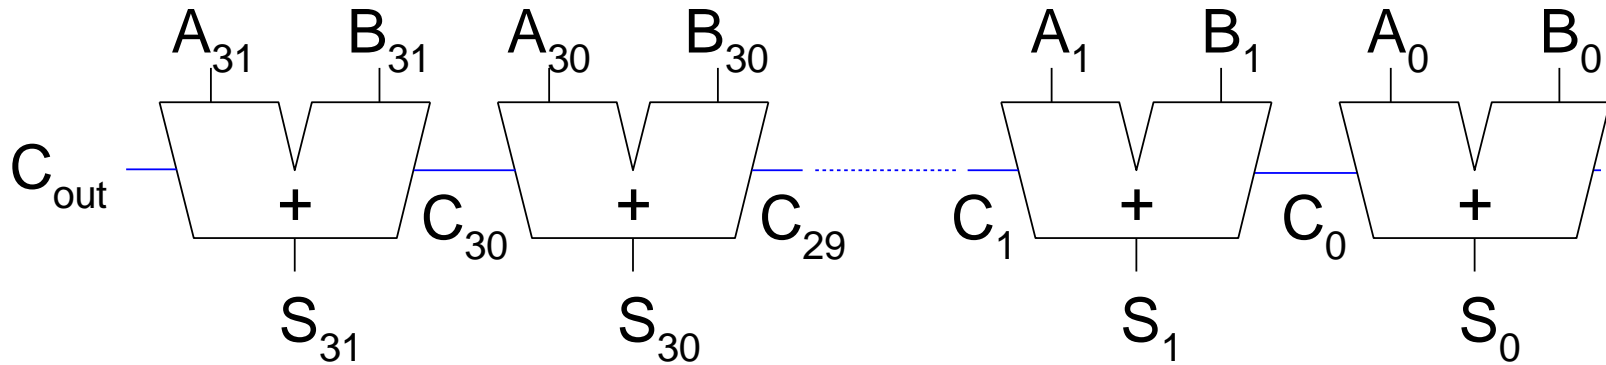 A31 B31 A30 B30 A1 B1 A0 B0
Cout
+ + + +
C30 C29 C1 C0
S31 S30 S1 S0